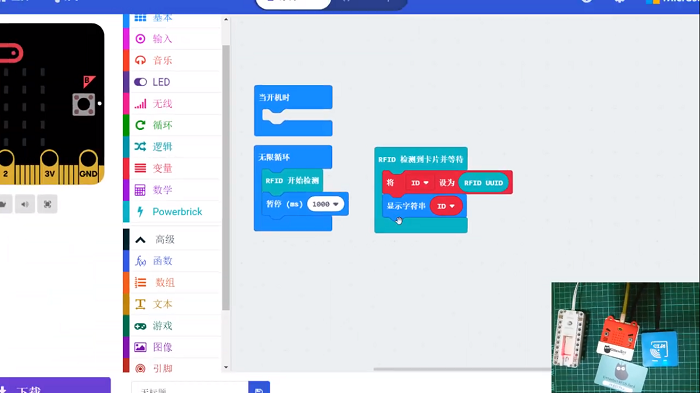 基本
输入
音乐
LED
无线
循环
逻辑
变量
数学
Powerbrick
高级
函数
数组
文本
游戏
图像
引脚
B
2
3V
GND
当开机时
无限循环
RFID 开始检测
暂停 (ms) 1000
RFID 检测到卡片并等待
将 ID 设为 RFID UUID
显示字符串 ID
下载
无标题